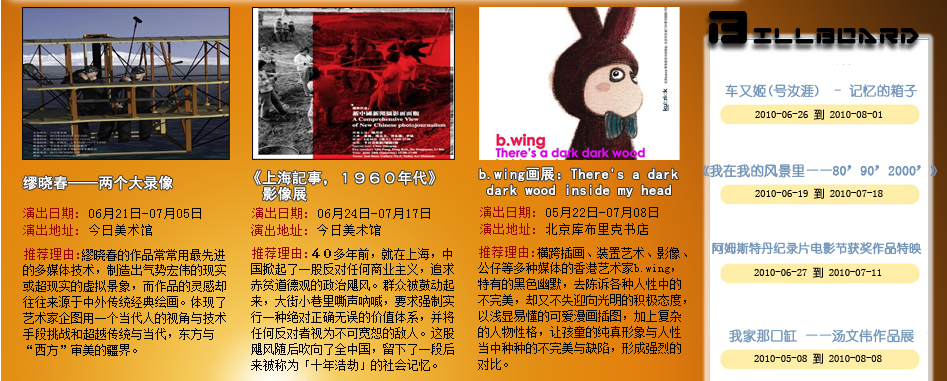 新中國新聞攝影画面觀
A Comprehensive View
of New Chinese photojournalism
b.wing
There's a dark dark wood
缪晓春——两个大录像
演出日期：06月21日-07月05日
演出地址：今日美术馆
推荐理由:缪晓春的作品常常用最先进
的多媒体技术，制造出气势宏伟的现实
或超现实的虚拟景象，而作品的灵感却
往往来源于中外传统经典绘画。体现了
艺术家企图用一个当代人的视角与技术
手段挑战和超越传统与当代，东方与
“西方”审美的疆界。
《上海記事，１９６０年代》
影像展
演出日期：06月24日-07月17日
演出地址：今日美术馆
推荐理由:４０多年前，就在上海，中
国掀起了一股反对任何商业主义，追求
赤贫道德观的政治飓风。群众被鼓动起
来，大街小巷里嘶声呐喊，要求强制实
行一种绝对正确无误的价值体系，并将
任何反对者视为不可宽恕的敌人。这股
飓风随后吹向了全中国，留下了一段后
来被称为「十年浩劫」的社会记忆。
b.wing画展：There's a dark
dark wood inside my head
演出日期：05月22日-07月08日
演出地址：北京库布里克书店
推荐理由:橫跨插画、装置艺术、影像、
公仔等多种媒体的香港艺术家b.wing，
特有的黑色幽默，去陈诉各种人性中的
不完美，却又不失迎向光明的积极态度，
以浅显易懂的可爱漫画插图，加上复杂
的人物性格，让孩童的纯真形象与人性
当中种种的不完美与缺陷，形成强烈的
对比。
BILLBOARD
车又姬(号汝涯） - 记忆的箱子
2010-06-26 到 2010-08-01
《我在我的风景里——80’90’2000’》
2010-06-19 到 2010-07-18
阿姆斯特丹纪录片电影节获奖作品特映
2010-06-27 到 2010-07-11
我家那口缸 ——汤文伟作品展
2010-05-08 到 2010-08-08